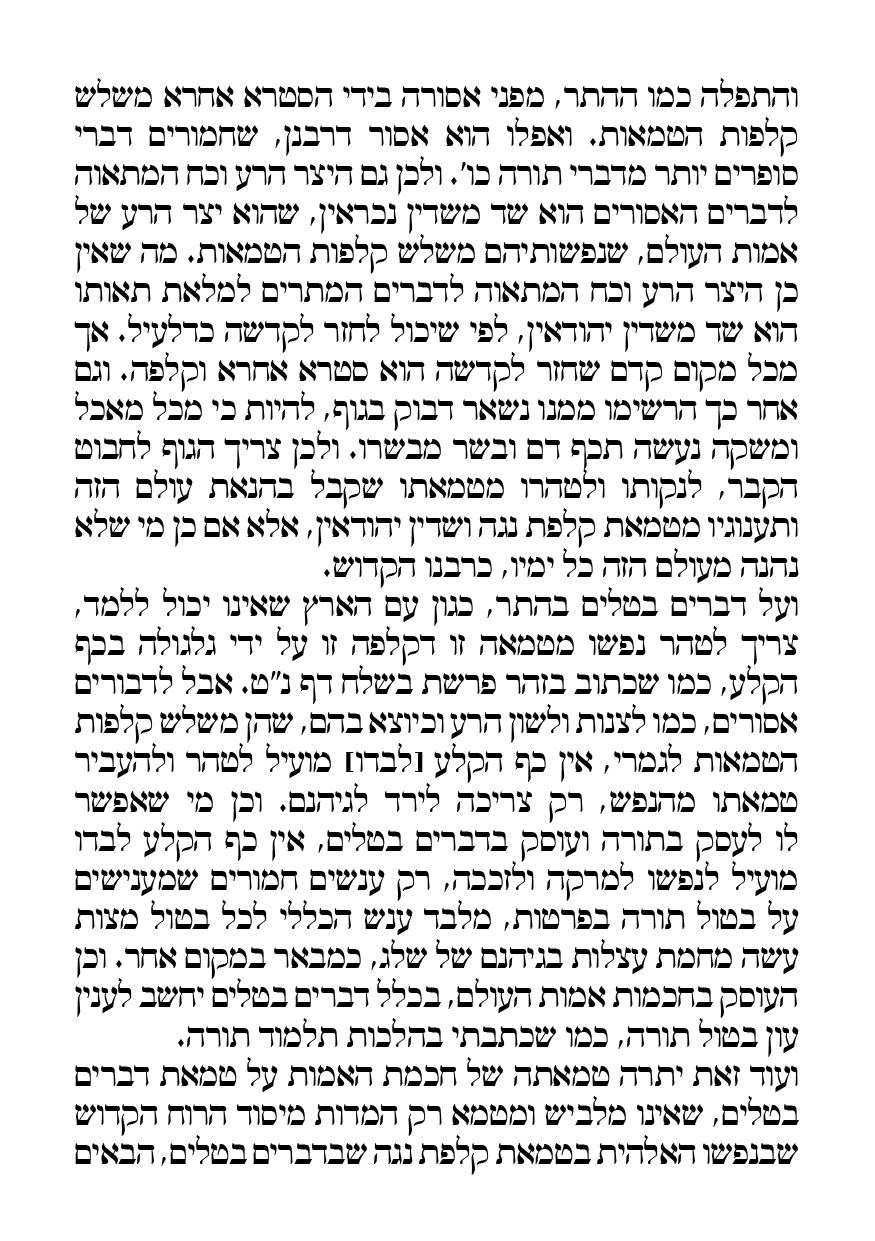 והתפלה כמו ההתר, מפני אסורה בידי הסטרא אחרא משלש
קלפות הטמאות. ואפלו הוא אסור דרבנן, שחמורים דברי
סופרים יותר מדברי תורה כו'. ולכן גם היצר הרע וכח המתאוה
לדברים האסורים הוא שד משדין נכראין, שהוא יצר הרע של
אמות העולם, שנפשותיהם משלש קלפות הטמאות. מה שאין
כן היצר הרע וכח המתאוה לדברים המתרים למלאת תאותו
הוא שד משדין יהודאין, לפי שיכול לחזר לקדשה כדלעיל. אך
מכל מקום קדם שחזר לקדשה הוא סטרא אחרא וקלפה. וגם
אחר כך הרשימו ממנו נשאר דבוק בגוף, להיות כי מכל מאכל
ומשקה נעשה תכף דם ובשר מבשרו. ולכן צריך הגוף לחבוט
הקבר, לנקותו ולטהרו מטמאתו שקבל בהנאת עולם הזה
ותענוגיו מטמאת קלפת נגה ושדין יהודאין, אלא אם כן מי שלא
נהנה מעולם הזה כל ימיו, כרבנו הקדוש.
ועל דברים בטלים בהתר, כגון עם הארץ שאינו יכול ללמד,
צריך לטהר נפשו מטמאה זו דקלפה זו על ידי גלגולה בכף
הקלע, כמו שכתוב בזהר פרשת בשלח דף נ"ט. אבל לדבורים
אסורים, כמו לצנות ולשון הרע וכיוצא בהם, שהן משלש קלפות
הטמאות לגמרי, אין כף הקלע [לבדו] מועיל לטהר ולהעביר
טמאתו מהנפש, רק צריכה לירד לגיהנם. וכן מי שאפשר
לו לעסק בתורה ועוסק בדברים בטלים, אין כף הקלע לבדו
מועיל לנפשו למרקה ולזככה, רק ענשים חמורים שמענישים
על בטול תורה בפרטות, מלבד ענש הכללי לכל בטול מצות
עשה מחמת עצלות בגיהנם של שלג, כמבאר במקום אחר. וכן
העוסק בחכמות אמות העולם, בכלל דברים בטלים יחשב לענין
עון בטול תורה, כמו שכתבתי בהלכות תלמוד תורה.
ועוד זאת יתרה טמאתה של חכמת האמות על טמאת דברים
בטלים, שאינו מלביש ומטמא רק המדות מיסוד הרוח הקדוש
שבנפשו האלהית בטמאת קלפת נגה שבדברים בטלים, הבאים